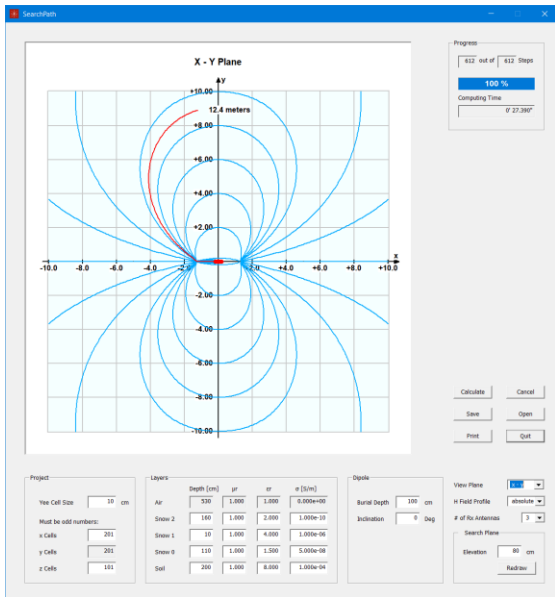 SearchPath
X - Y Plane
y
+10.00
12.4 meters
+8.00
+6.00
+4.00
+2.00
x
-10.0 -8.0 -6.0 -4.0 -2.0 +2.0 +4.0 +6.0 +8.0 +10.0
-2.00
-4.00
-6.00
-8.00
-10.00
Progress
612 out of 612 Steps
100 %
Computing Time
0' 27.390"
Calculate Cancel
Save Open
Print Quit
Project
Yee Cell Size 10 cm
Must be odd numbers:
x Cells 201
y Cells 201
z Cells 101
Layers
Depth [cm] μr εr σ [S/m]
Air 530 1.000 1.000 0.000e+00
Snow 2 160 1.000 2.000 1.000e-10
Snow 1 10 1.000 4.000 1.000e-06
Snow 0 110 1.000 1.500 5.000e-08
Soil 200 1.000 8.000 1.000e-04
Dipole
Burial Depth 100 cm
Inclination 0 Deg
View Plane x - y
H Field Profile absolute
# of Rx Antennas 3
Search Plane
Elevation 80 cm
Redraw